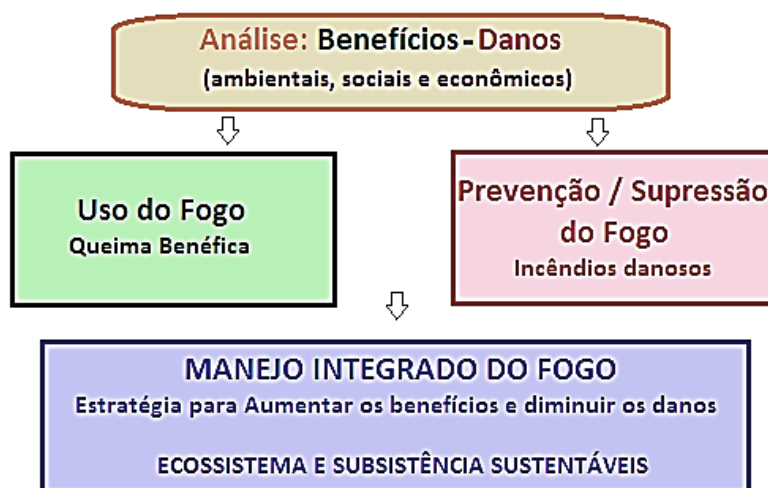 Análise: Benefícios - Danos
(ambientais, sociais e econômicos)
Uso do Fogo
Queima Benéfica
Prevenção / Supressão
do Fogo
Incêndios danosos
MANEJO INTEGRADO DO FOGO
Estratégia para Aumentar os benefícios e diminuir os danos
ECOSSISTEMA E SUBSISTÊNCIA SUSTENTÁVEIS